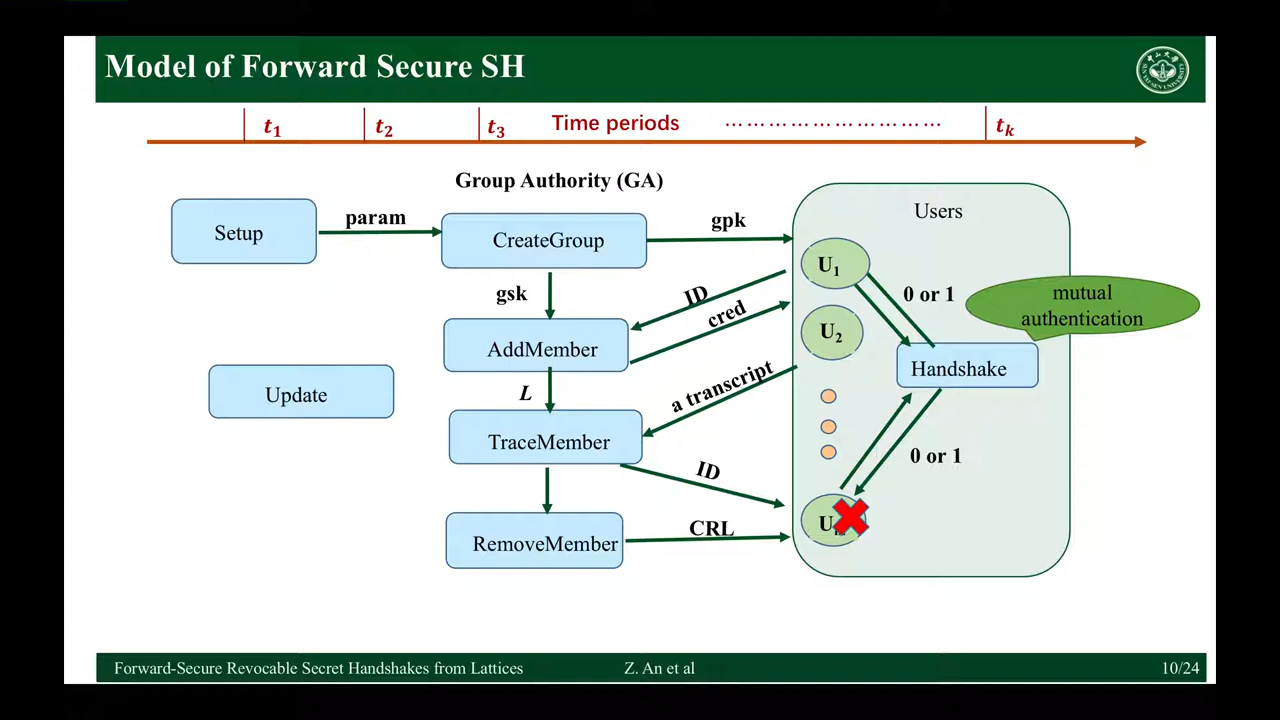 Model of Forward Secure SH
t1
t2
t3
Time periods
tk
Group Authority (GA)
Users
Setup
param
CreateGroup
gpk
U1
0 or 1
mutual
authentication
gsk
ID
cred
AddMember
U2
Handshake
Update
L
a transcript
TraceMember
ID
0 or 1
U
RemoveMember
CRL
Forward-Secure Revocable Secret Handshakes from Lattices
Z. An et al
10/24